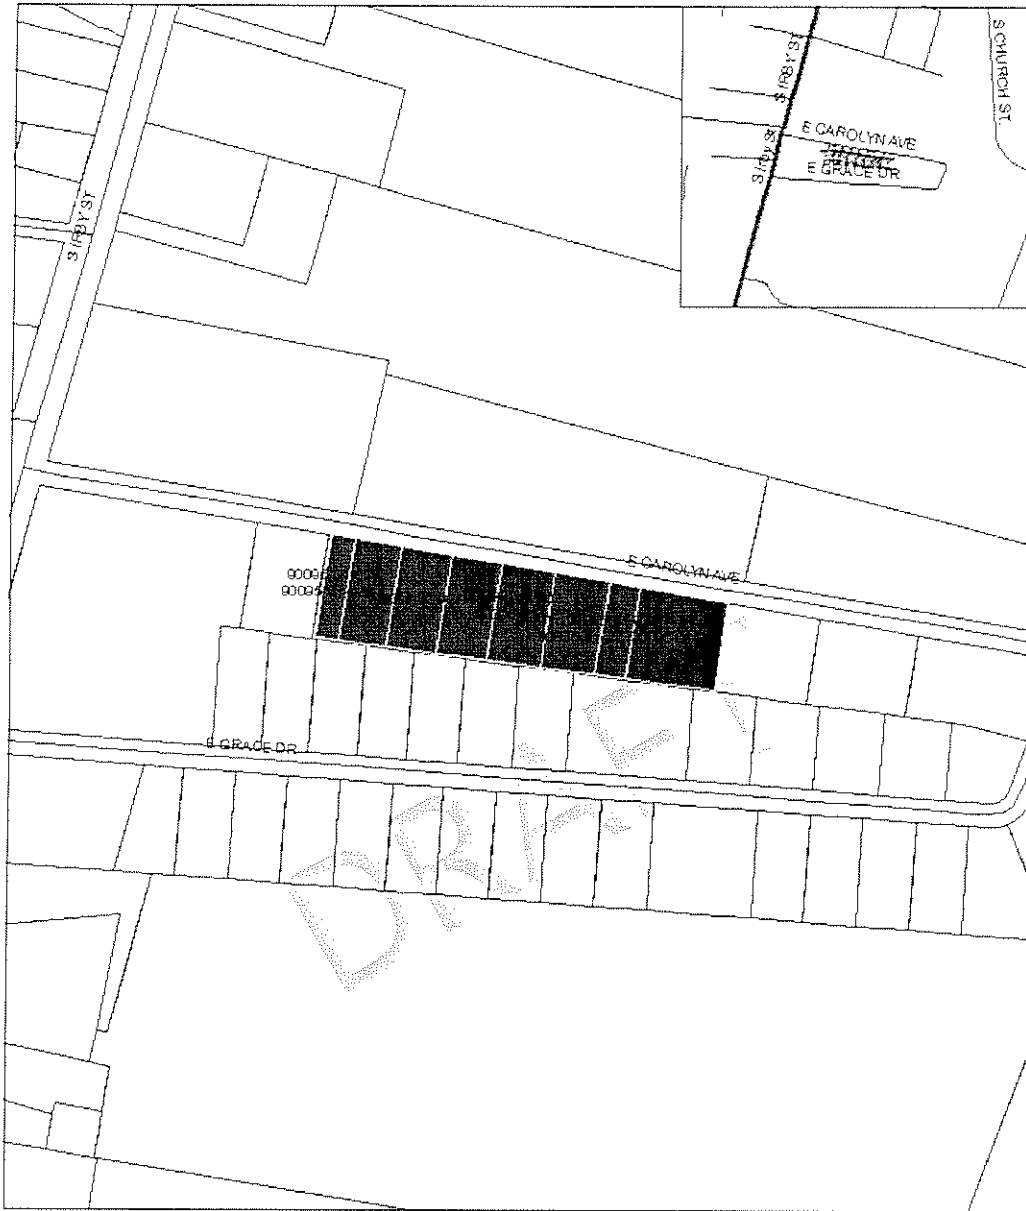 S IRBY ST
S CHURCH ST.
E CAROLYN AVE
S Irby St
E GRACE DR
S IRBY ST
E CAROLYN AVE
E GRACE DR
DRAFT